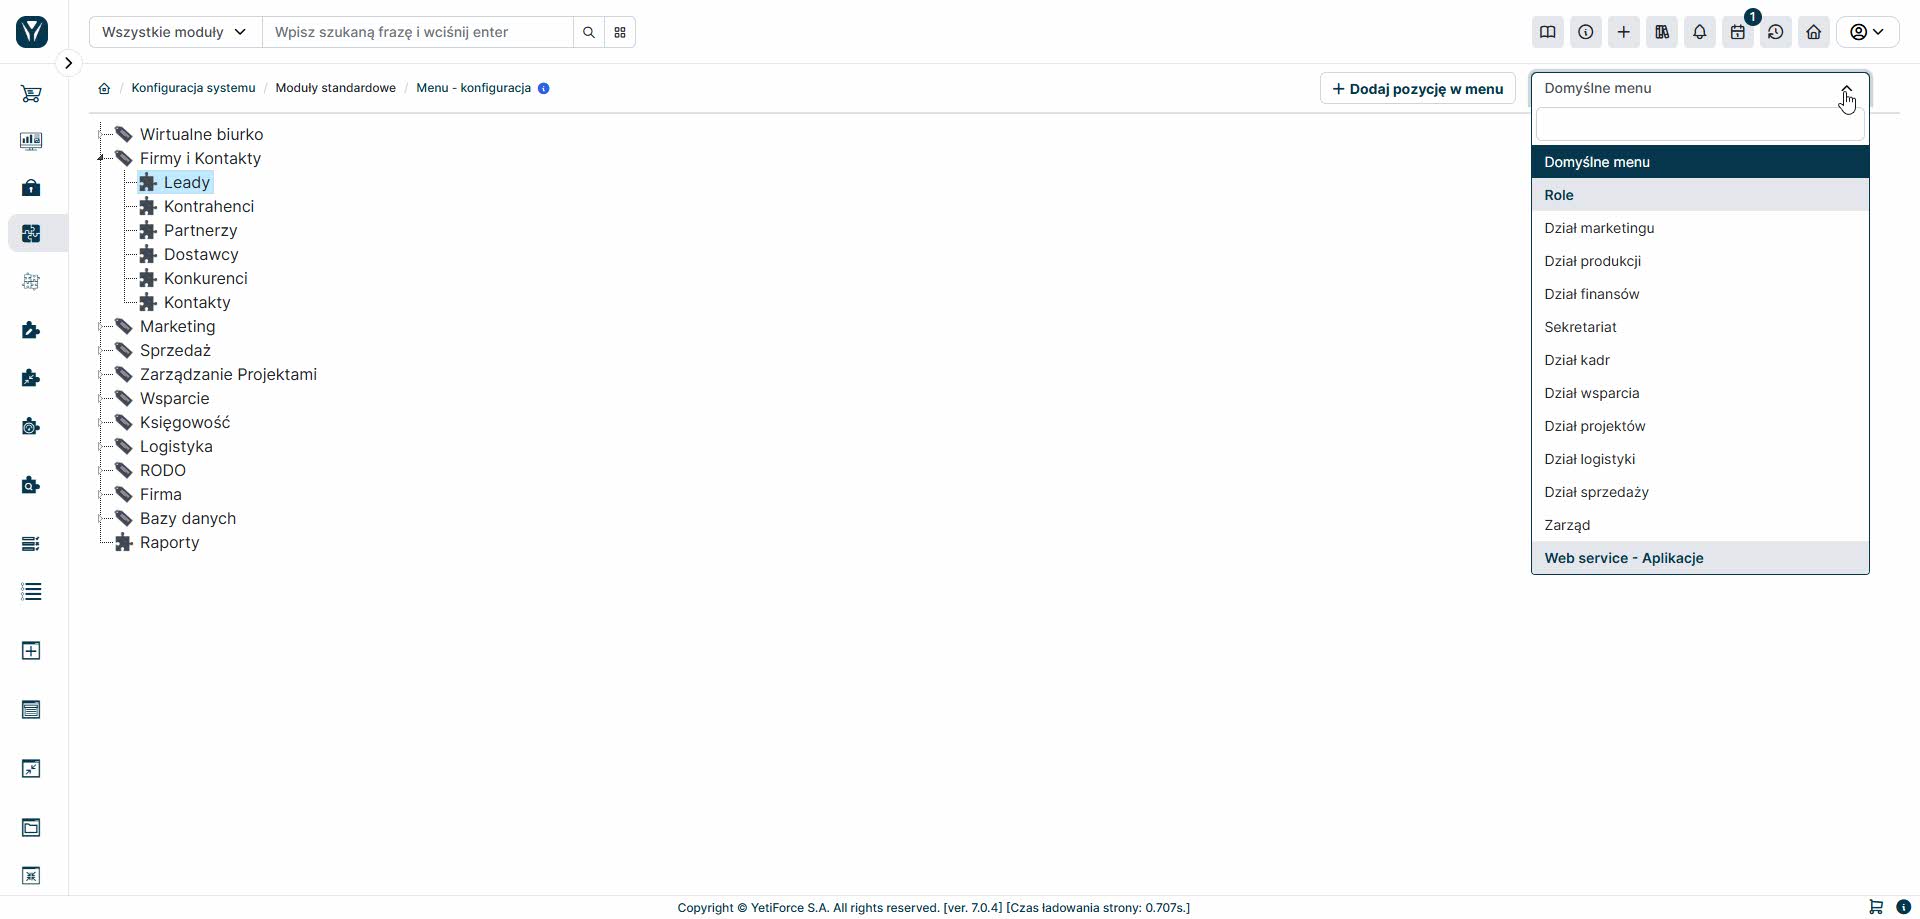 Wszystkie moduły
Wpisz szukaną frazę i wciśnij enter
1
/ Konfiguracja systemu / Moduły standardowe / Menu - konfiguracja
+ Dodaj pozycję w menu
Domyślne menu
Wirtualne biurko
Firmy i Kontakty
Leady
Kontrahenci
Partnerzy
Dostawcy
Konkurenci
Kontakty
Marketing
Sprzedaż
Zarządzanie Projektami
Wsparcie
Księgowość
Logistyka
RODO
Firma
Bazy danych
Raporty
Domyślne menu
Role
Dział marketingu
Dział produkcji
Dział finansów
Sekretariat
Dział kadr
Dział wsparcia
Dział projektów
Dział logistyki
Dział sprzedaży
Zarząd
Web service - Aplikacje
Copyright © YetiForce S.A. All rights reserved. [ver. 7.0.4] [Czas ładowania strony: 0.707s.]